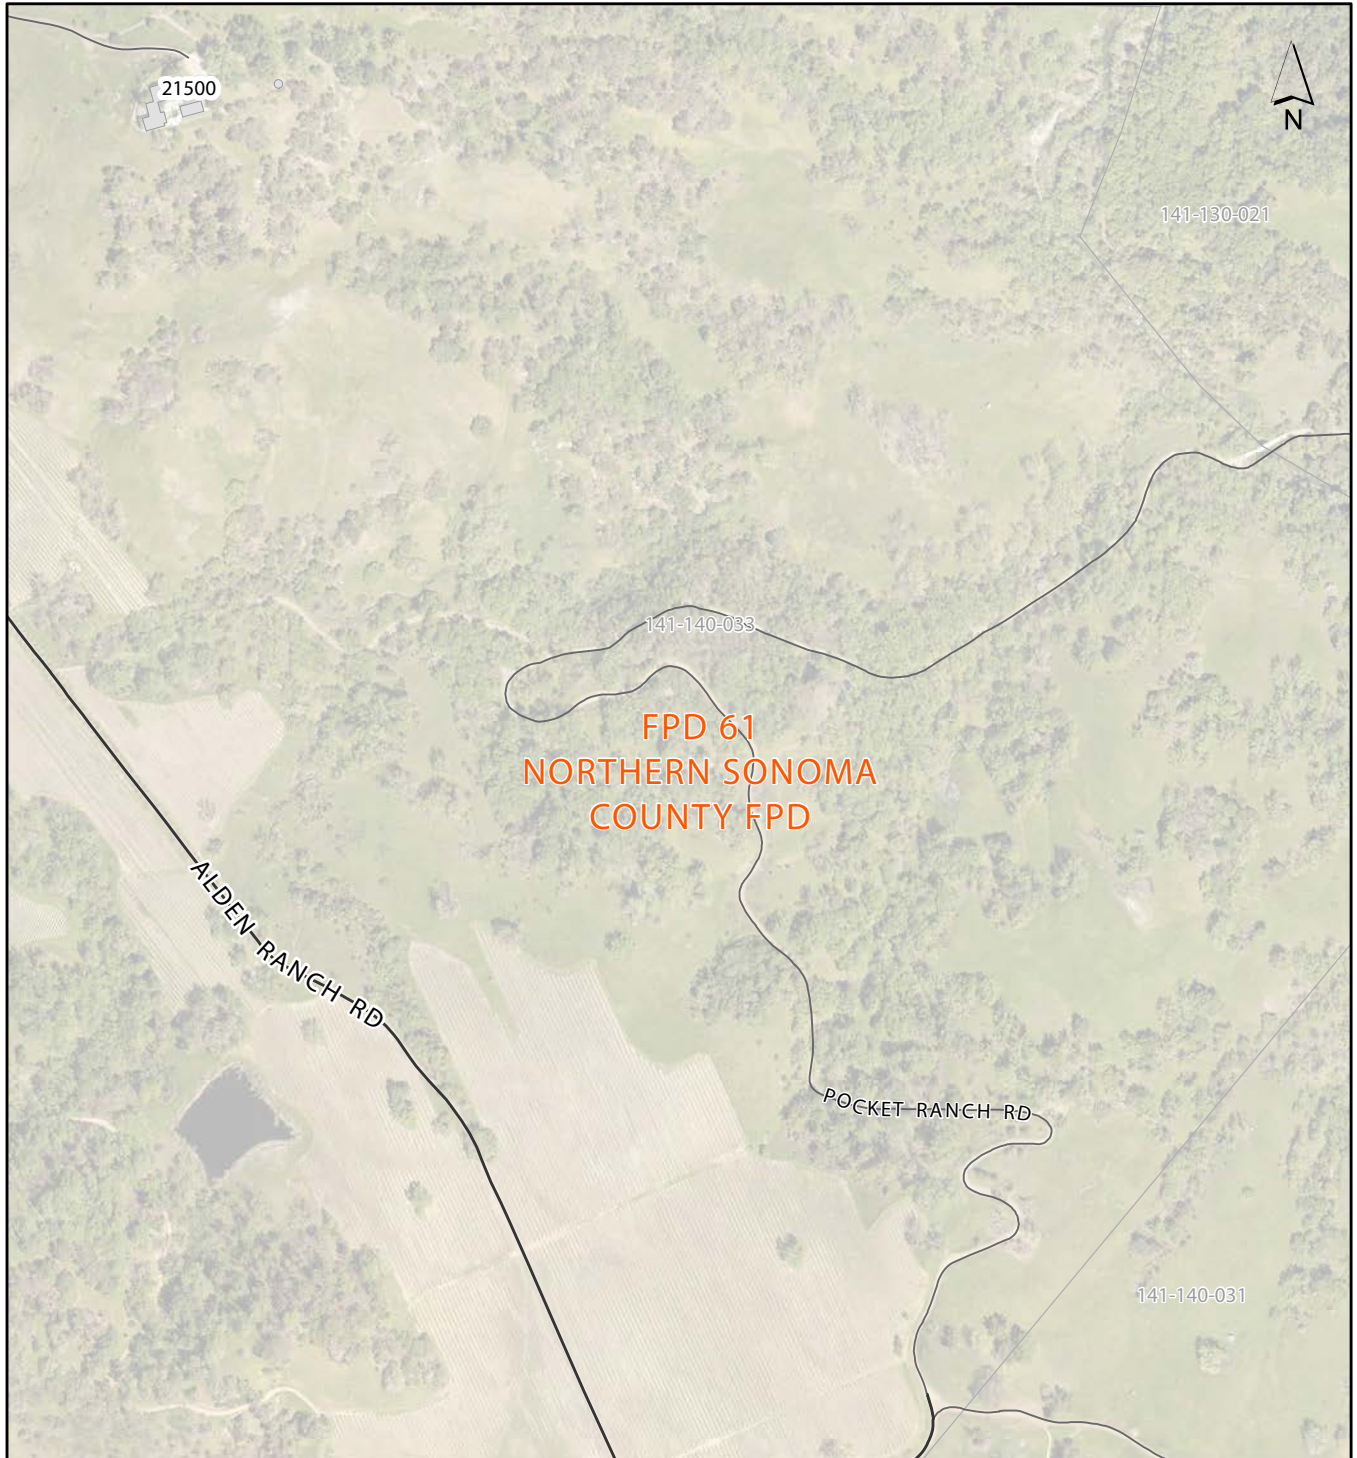 21500
N
141-130-021
141-140-033
FPD 61
NORTHERN SONOMA
COUNTY FPD
ALDEN RANCH RD
POCKET RANCH RD
141-140-031